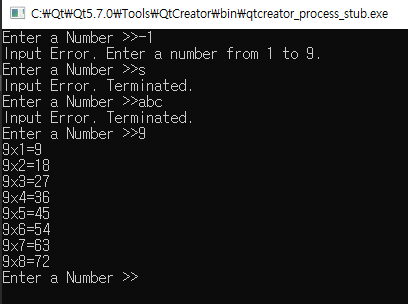 C:₩Qt₩Qt5.7.0₩Tools₩QtCreator₩bin₩qtcreator_process_stub.exe
Enter a Number >>-1
Input Error. Enter a number from 1 to 9.
Enter a Number >>s
Input Error. Terminated.
Enter a Number >>abc
Input Error. Terminated.
Enter a Number >>9
9x1=9
9x2=18
9x3=27
9x4=36
9x5=45
9x6=54
9x7=63
9x8=72
Enter a Number >>